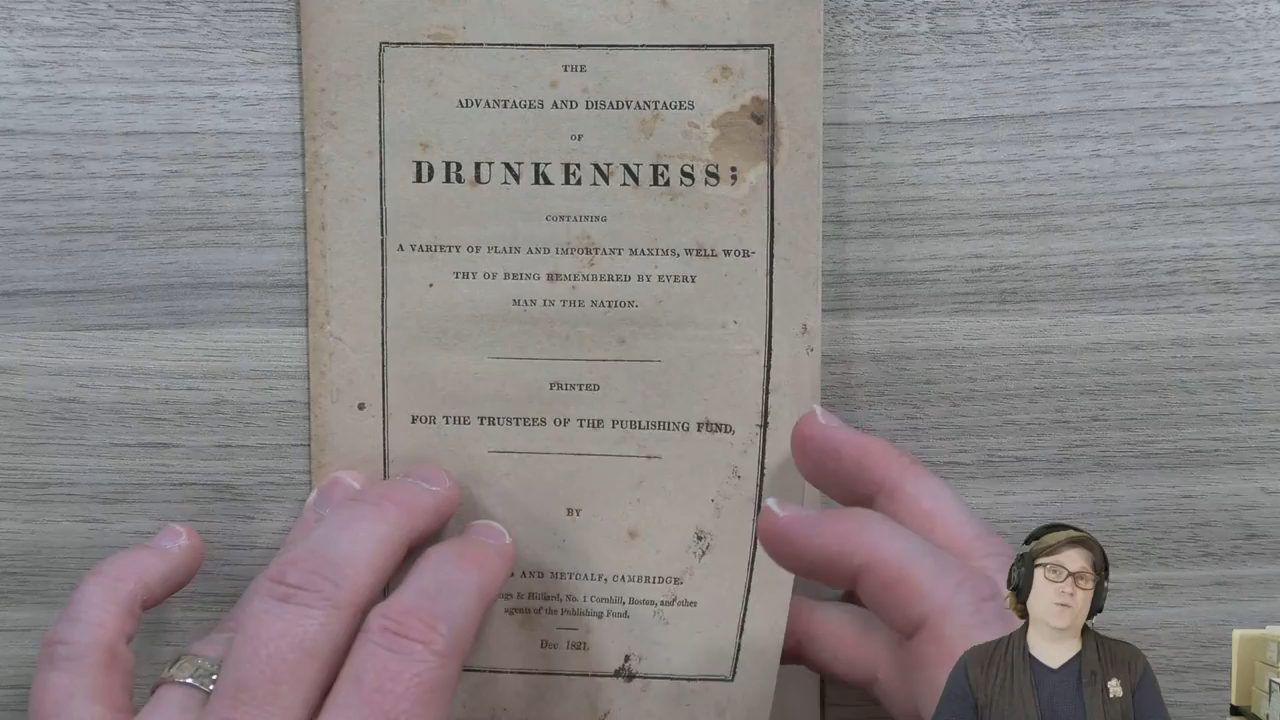 THE
ADVANTAGES AND DISADVANTAGES
OF
DRUNKENNESS;
CONTAINING
A VARIETY OF PLAIN AND IMPORTANT MAXIMS, WELL WOR-
THY OF BEING REMEMBERED BY EVERY
MAN IN THE NATION.
PRINTED
FOR THE TRUSTEES OF THE PUBLISHING FUND,
BY
AND METCALF, CAMBRIDGE.
& Hilliard, No. 1 Cornhill, Boston, and other
agents of the Publishing Fund.
Dec. 1821.